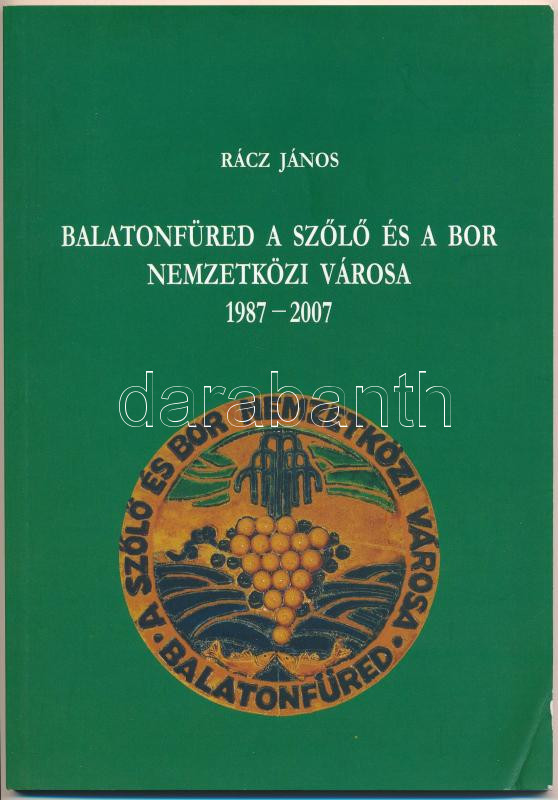 RÁCZ JÁNOS
BALATONFÜRED A SZŐLŐ ÉS A BOR
NEMZETKÖZI VÁROSA
1987–2007
darabanth
A SZŐLŐ ÉS BOR NEMZETKÖZI VÁROSA
• BALATONFÜRED •